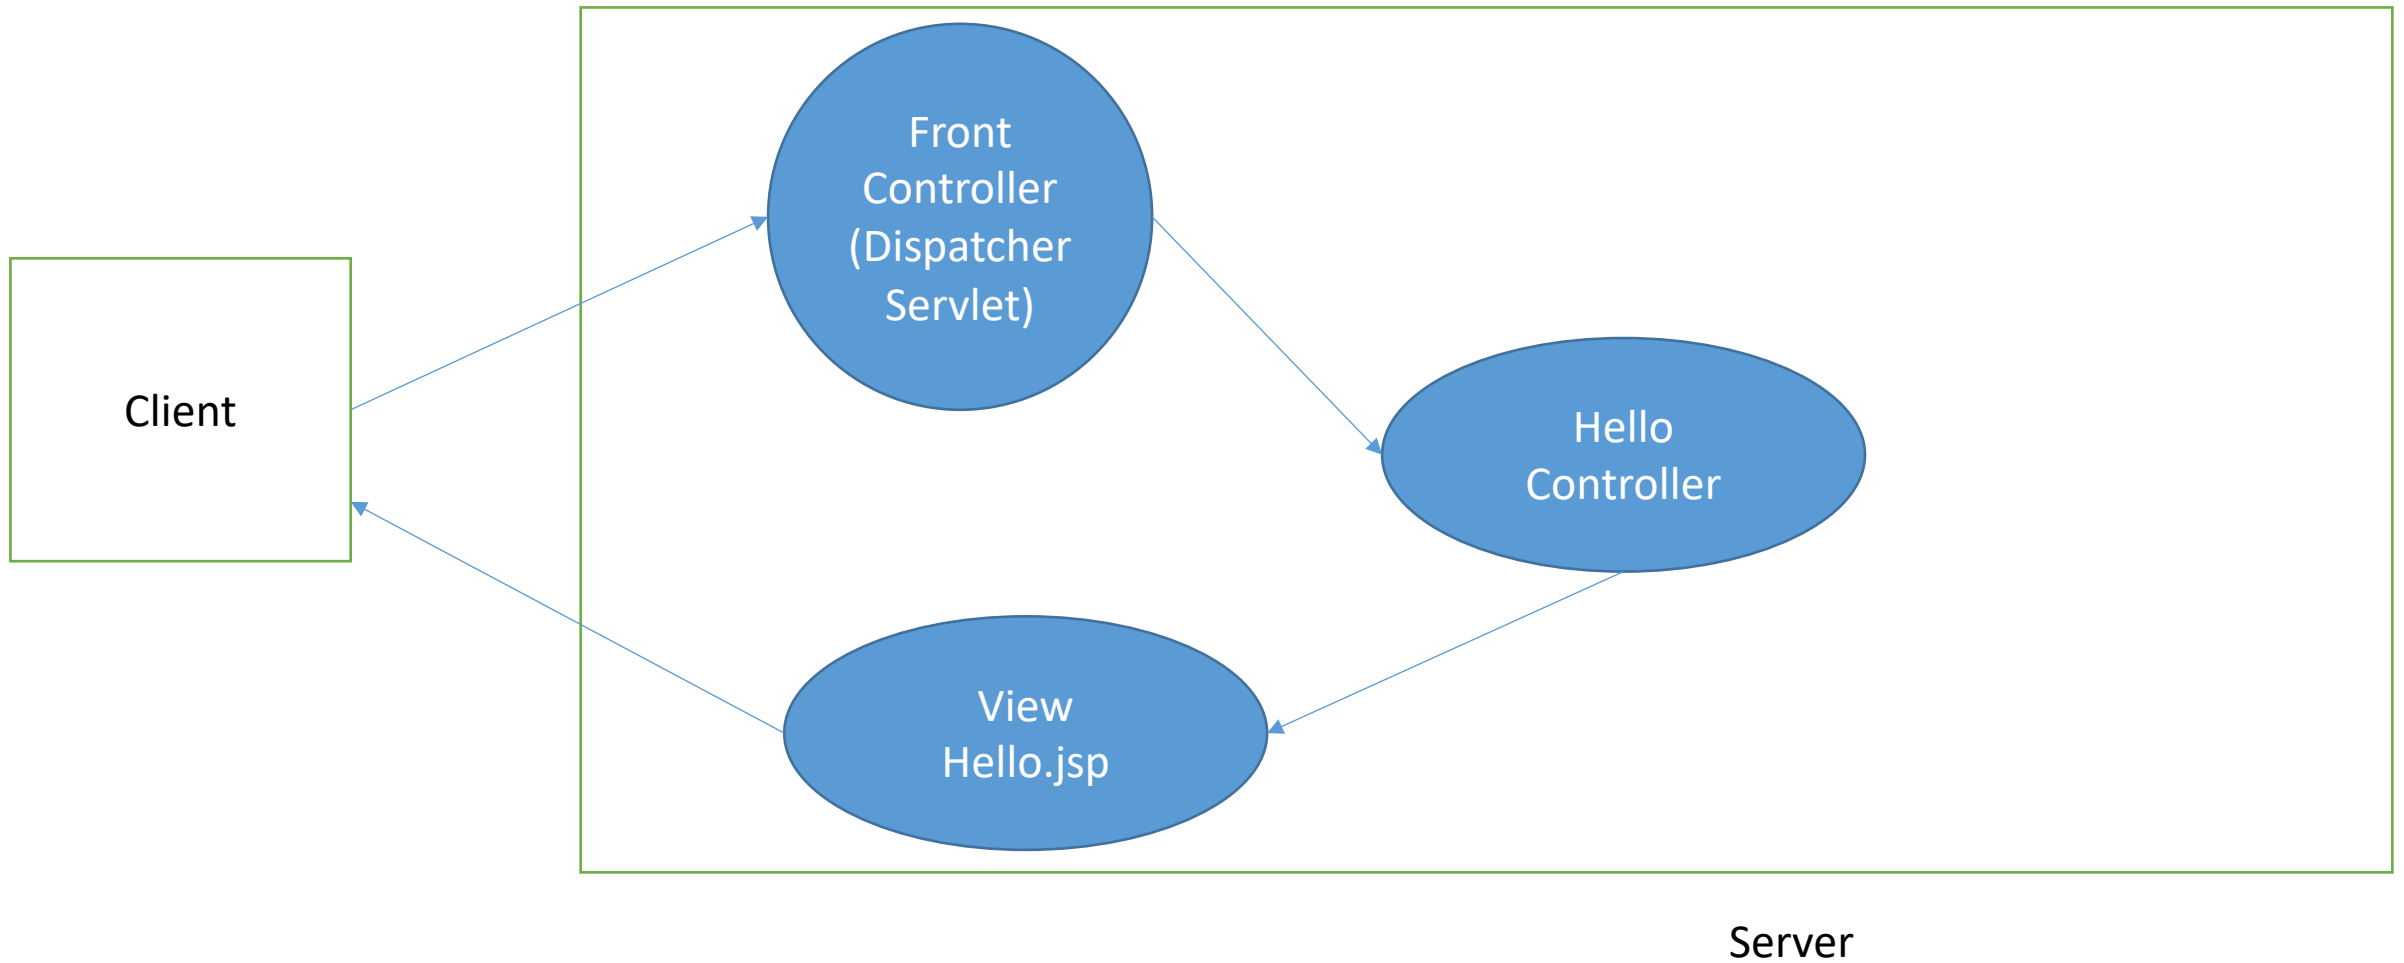 Front
Controller
(Dispatcher
Servlet)
Client
Hello
Controller
View
Hello.jsp
Server